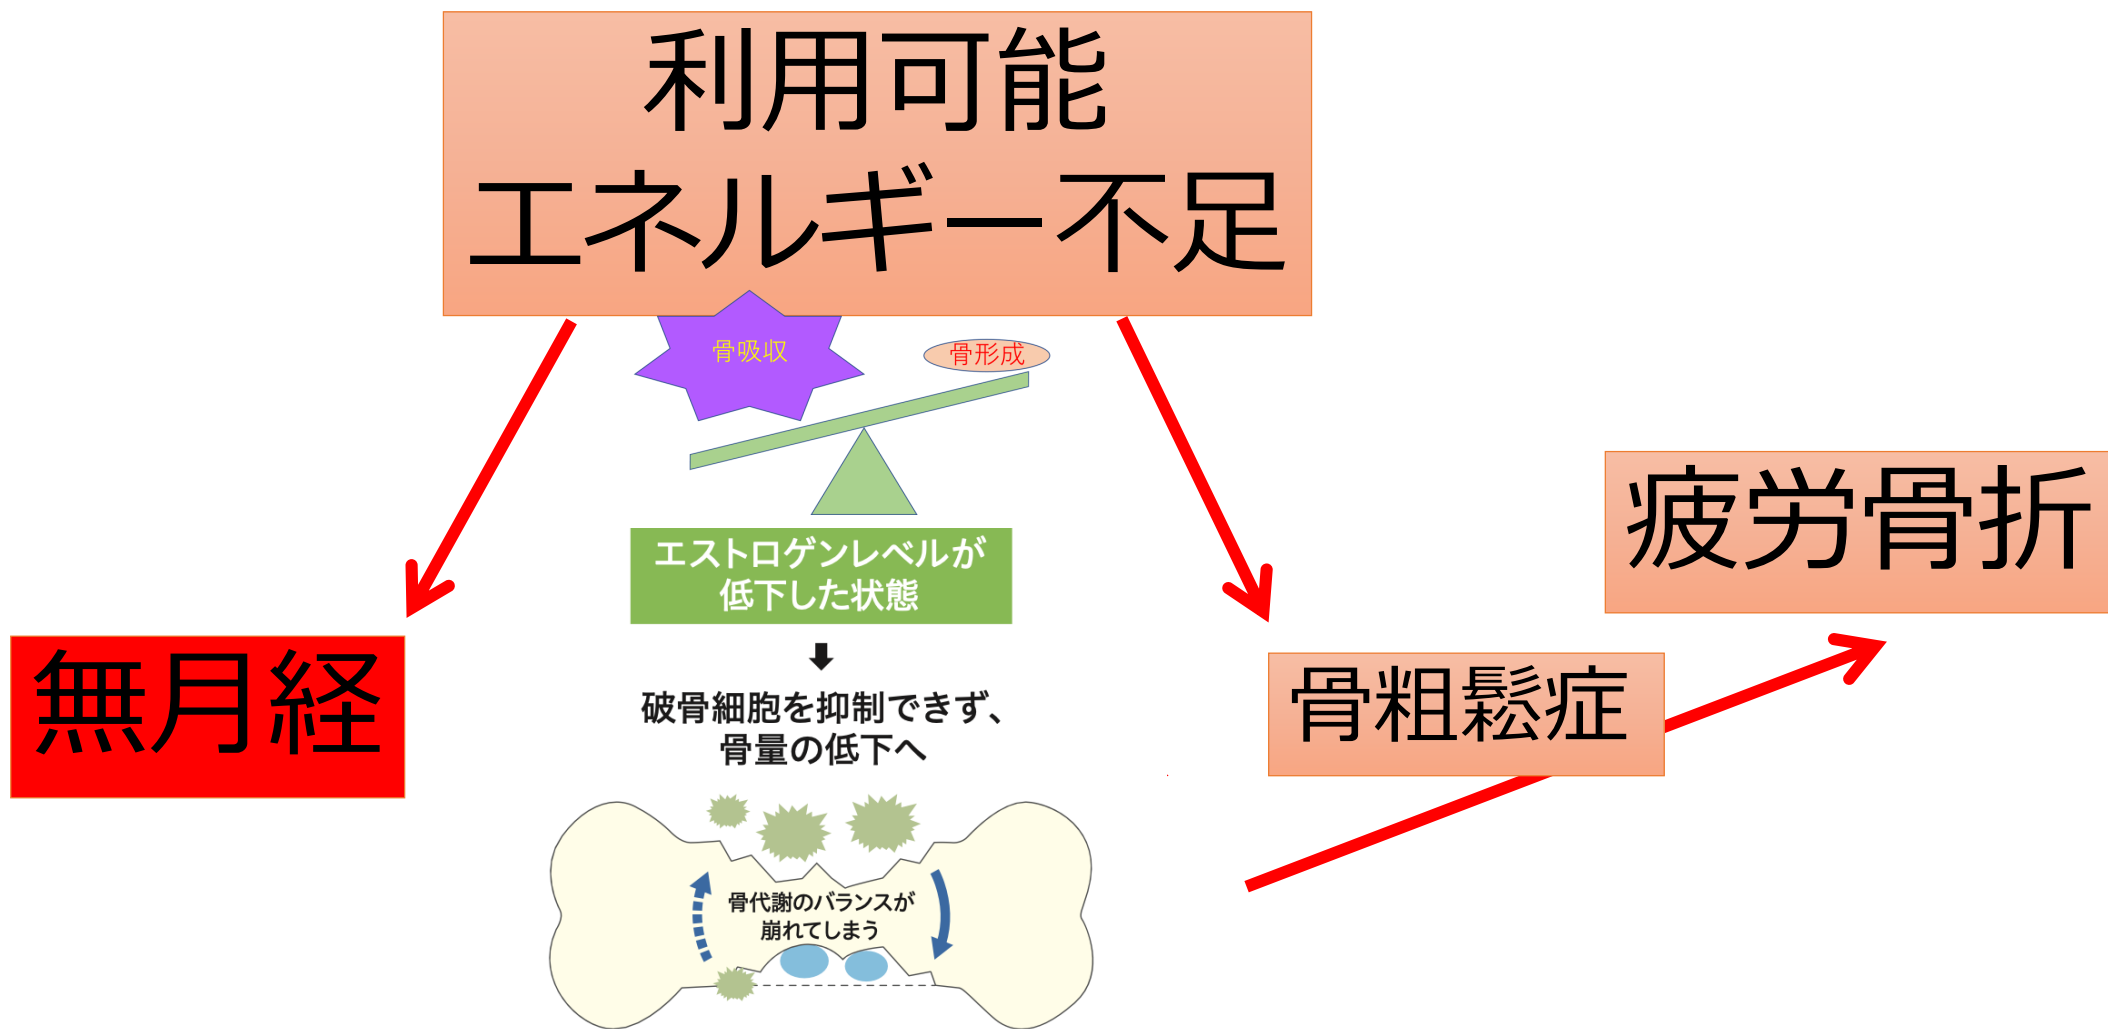 利用可能
エネルギー不足
骨吸収
骨形成
エストロゲンレベルが
低下した状態
疲労骨折
無月経
破骨細胞を抑制できず、
骨量の低下へ
骨粗鬆症
骨代謝のバランスが
崩れてしまう